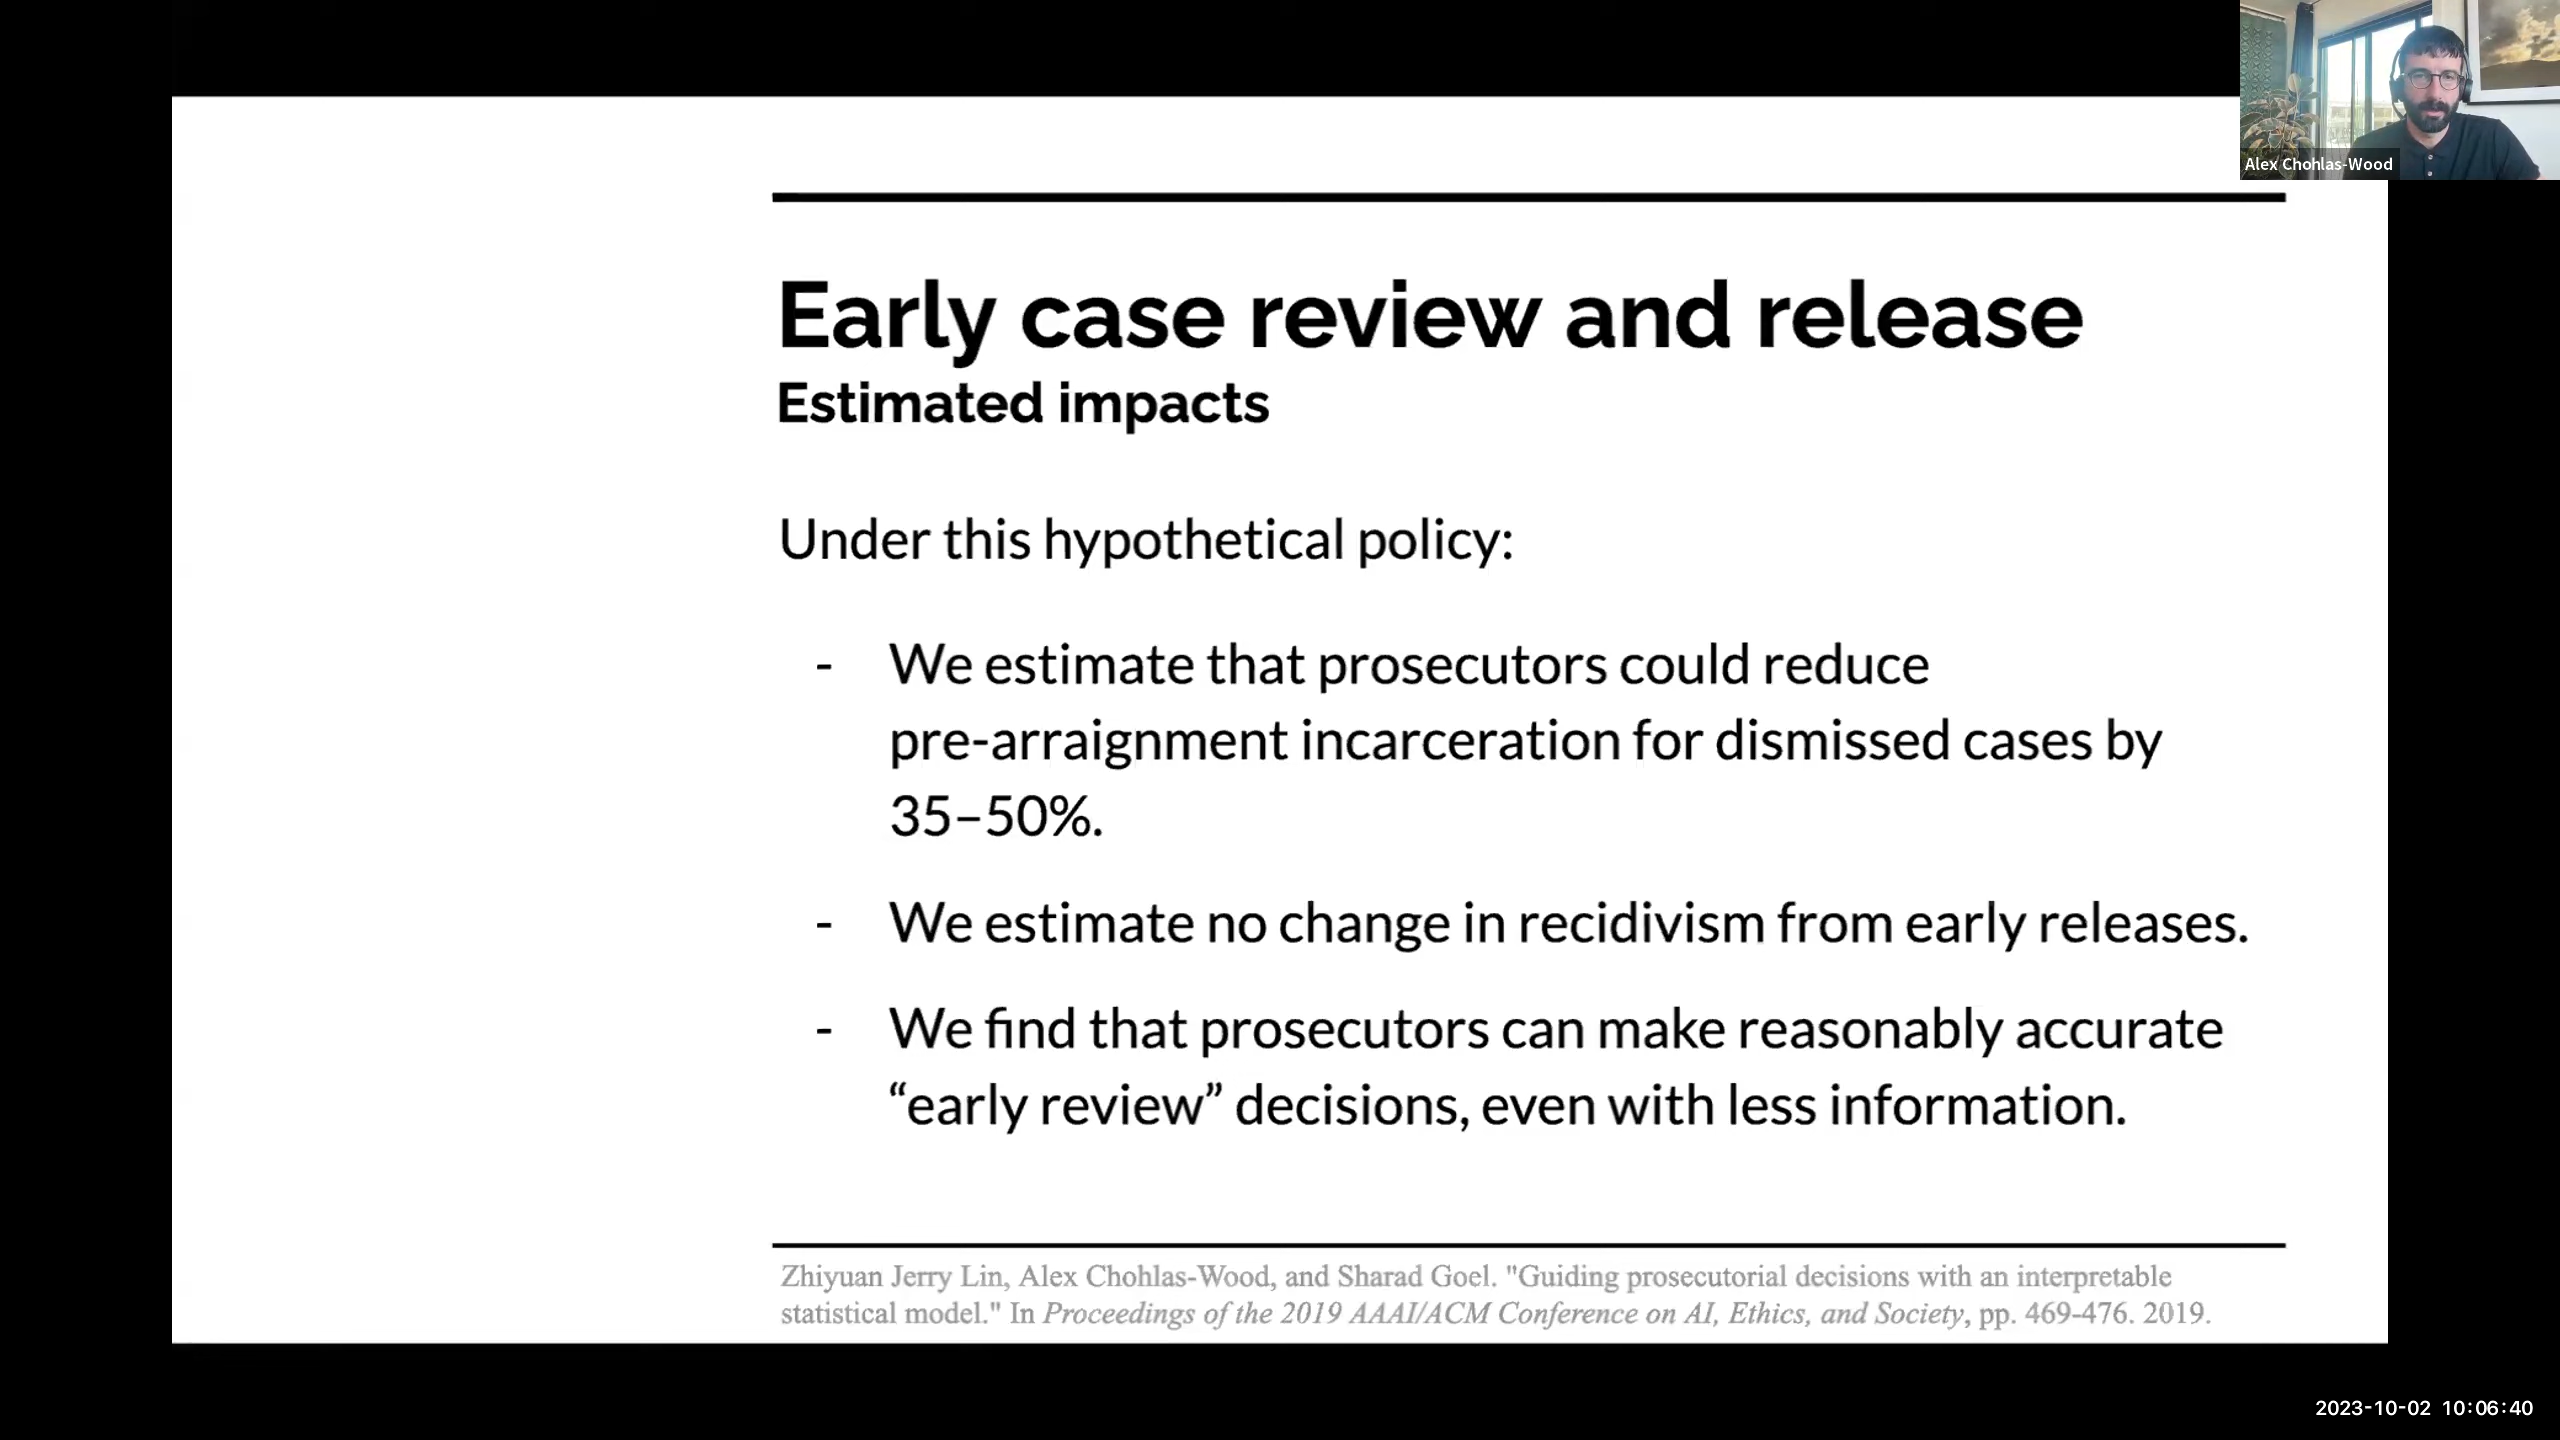 Alex Chohlas-Wood
Early case review and release
Estimated impacts
Under this hypothetical policy:
- We estimate that prosecutors could reduce
pre-arraignment incarceration for dismissed cases by
35–50%.
- We estimate no change in recidivism from early releases.
- We find that prosecutors can make reasonably accurate
“early review” decisions, even with less information.
Zhiyuan Jerry Lin, Alex Chohlas-Wood, and Sharad Goel. "Guiding prosecutorial decisions with an interpretable
statistical model." In Proceedings of the 2019 AAAI/ACM Conference on AI, Ethics, and Society, pp. 469-476. 2019.
2023-10-02 10:06:40